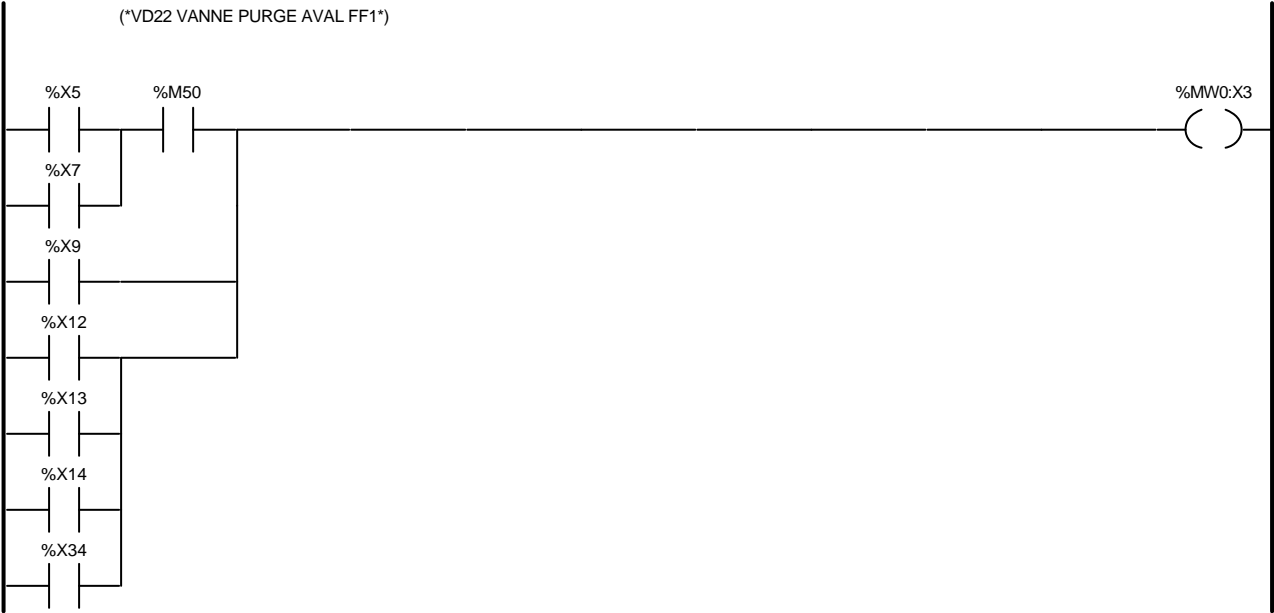 (*VD22 VANNE PURGE AVAL FF1*)
%X5 %M50 %MW0:X3
%X7
%X9
%X12
%X13
%X14
%X34